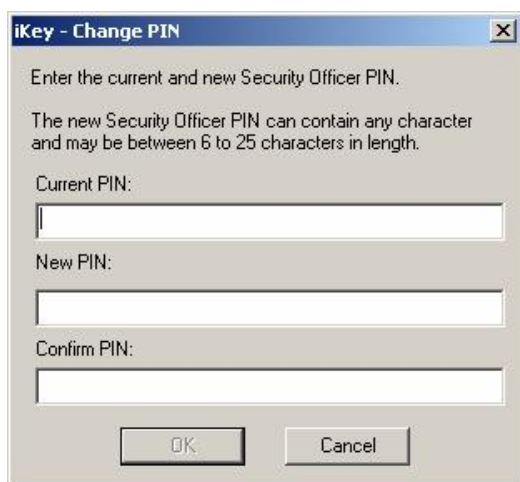 iKey - Change PIN
Enter the current and new Security Officer PIN.
The new Security Officer PIN can contain any character
and may be between 6 to 25 characters in length.
Current PIN:
New PIN:
Confirm PIN:
OK Cancel